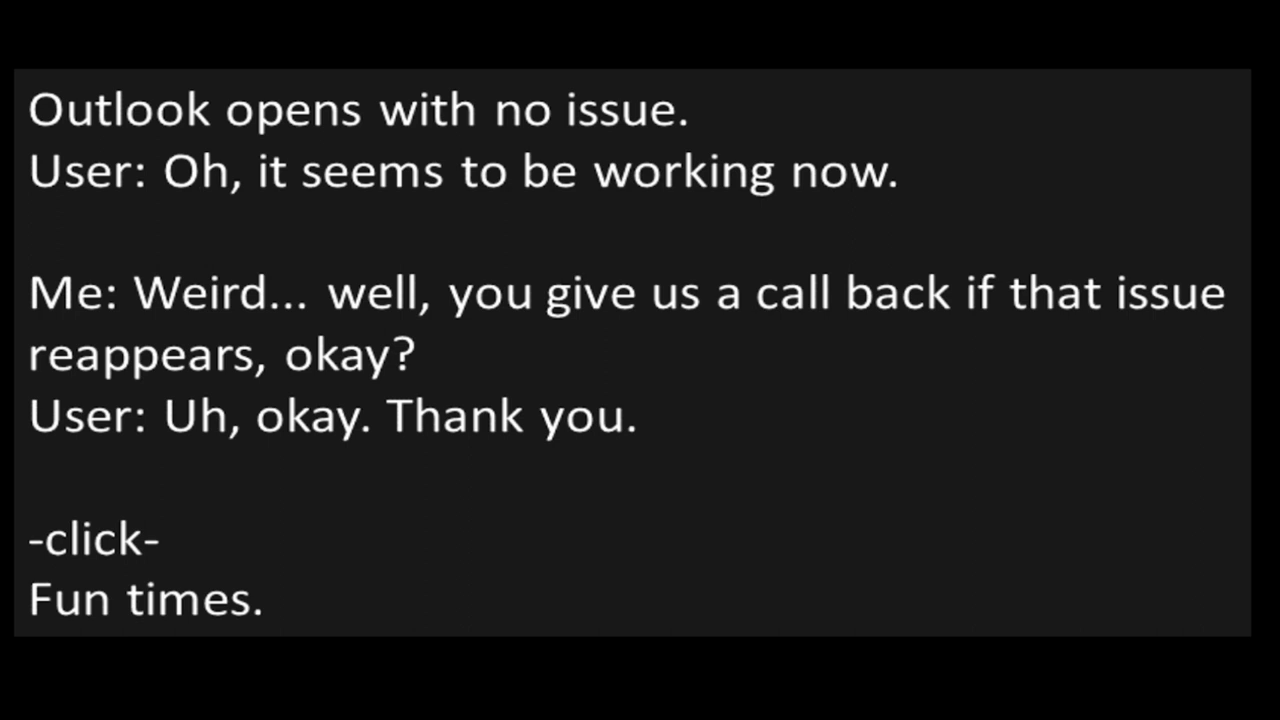 Outlook opens with no issue.
User: Oh, it seems to be working now.
Me: Weird... well, you give us a call back if that issue
reappears, okay?
User: Uh, okay. Thank you.
-click-
Fun times.